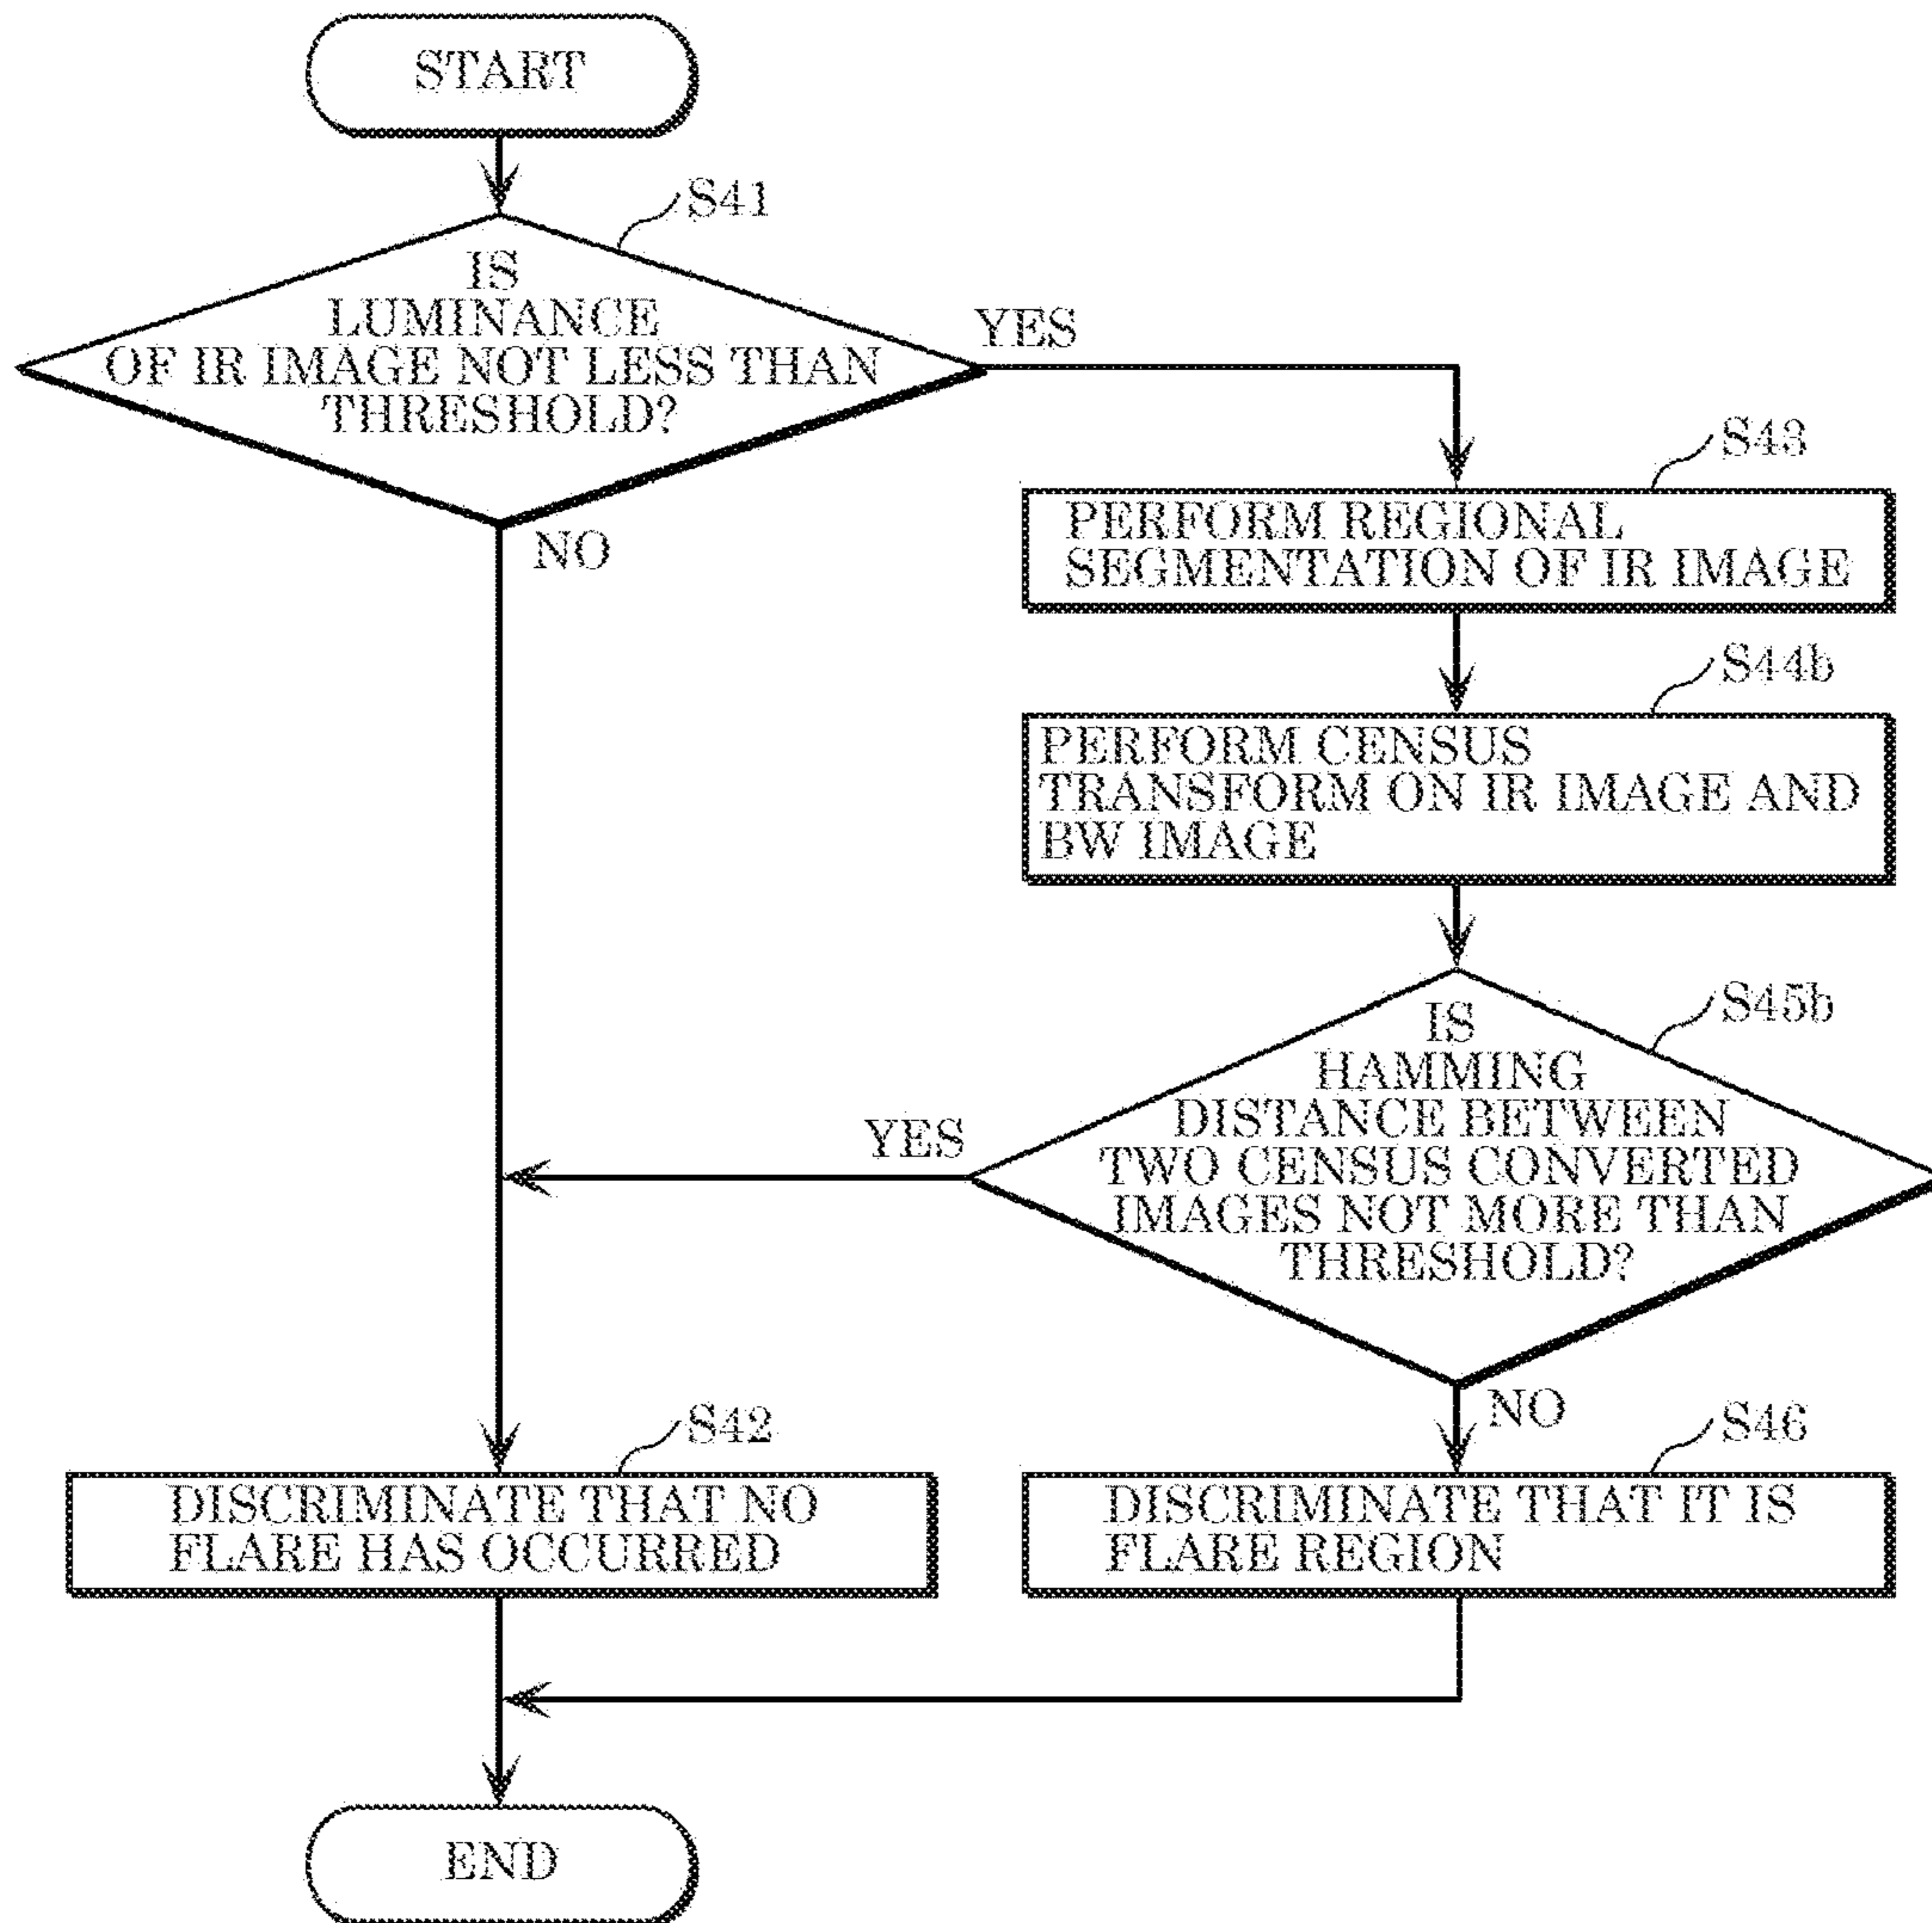 START
S41
IS
LUMINANCE
OF IR IMAGE NOT LESS THAN
THRESHOLD?
YES
NO
S43
PERFORM REGIONAL
SEGMENTATION OF IR IMAGE
S44b
PERFORM CENSUS
TRANSFORM ON IR IMAGE AND
BW IMAGE
S45b
IS
HAMMING
DISTANCE BETWEEN
TWO CENSUS CONVERTED
IMAGES NOT MORE THAN
THRESHOLD?
YES
NO
S42
DISCRIMINATE THAT NO
FLARE HAS OCCURRED
S46
DISCRIMINATE THAT IT IS
FLARE REGION
END